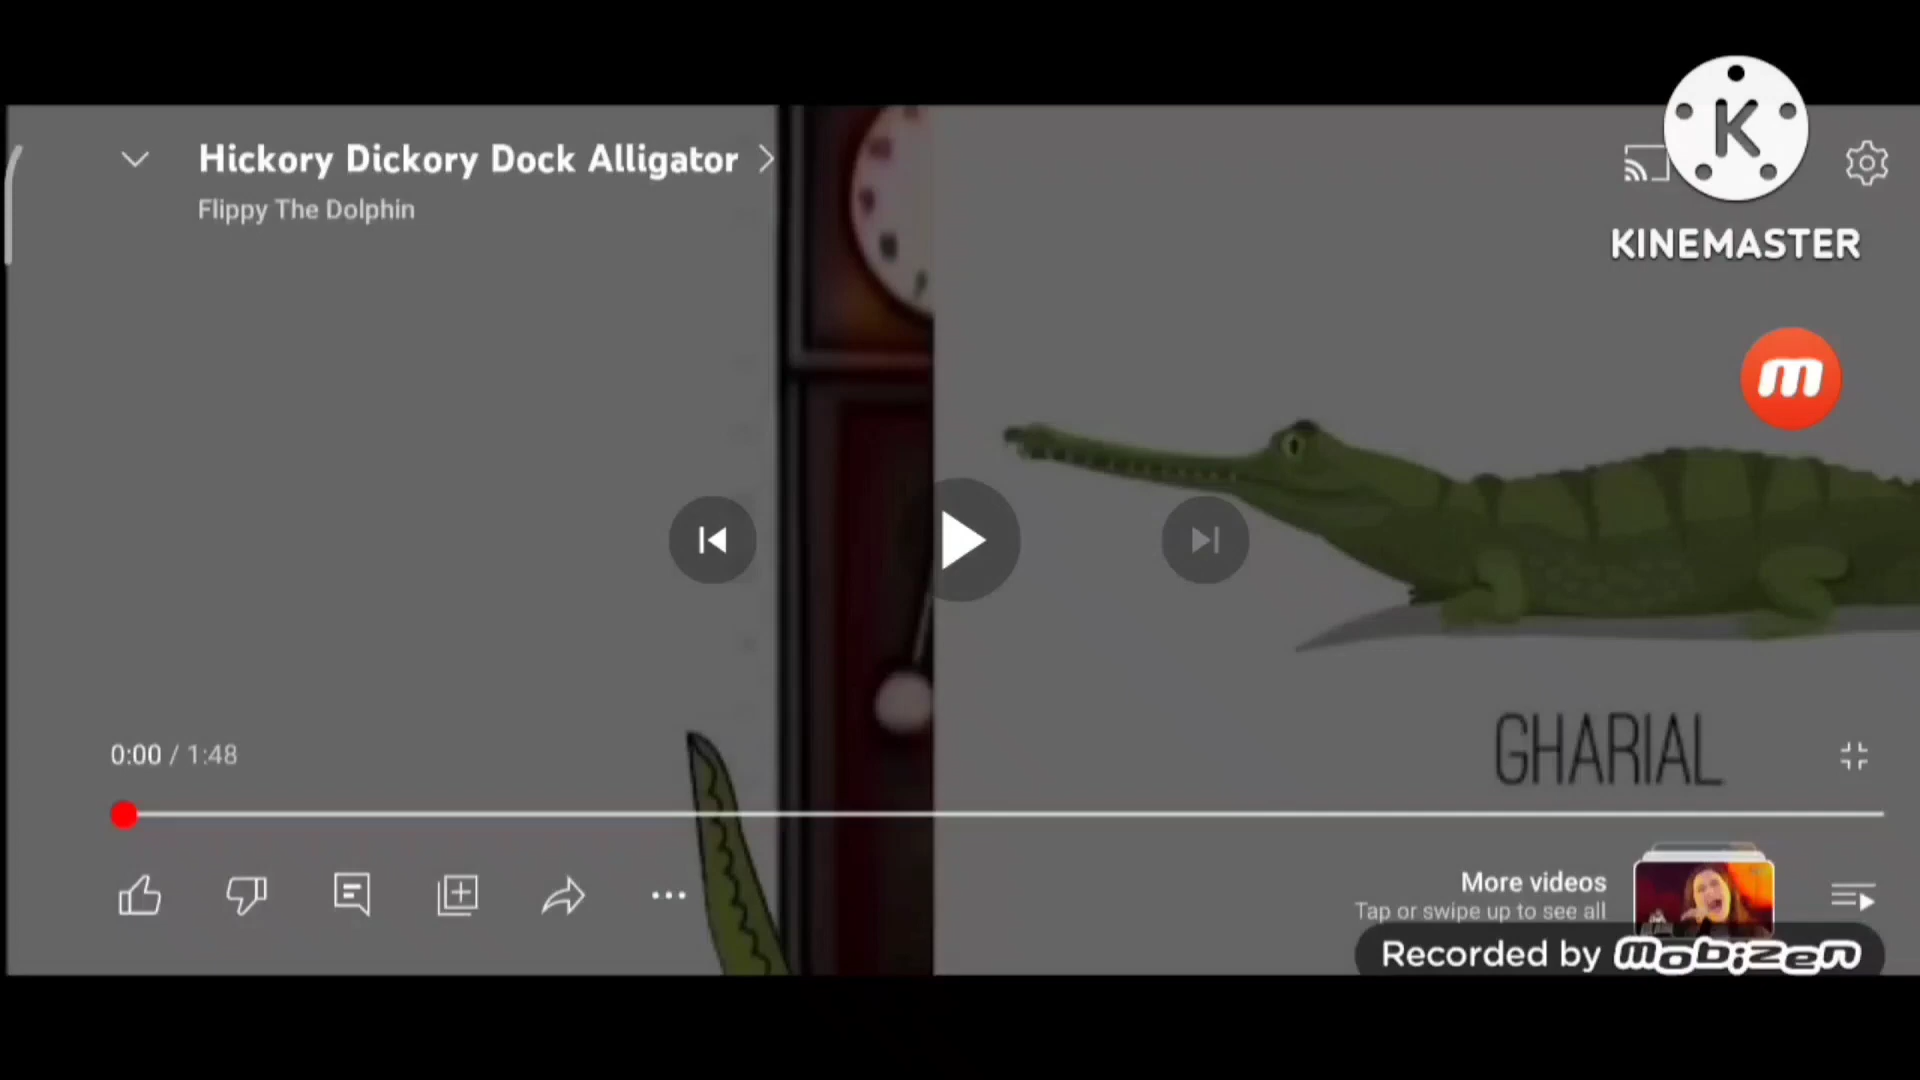 Hickory Dickory Dock Alligator
Flippy The Dolphin
K
KINEMASTER
m
GHARIAL
0:00 / 1:48
More videos
Tap or swipe up to see all
Recorded by mobizen